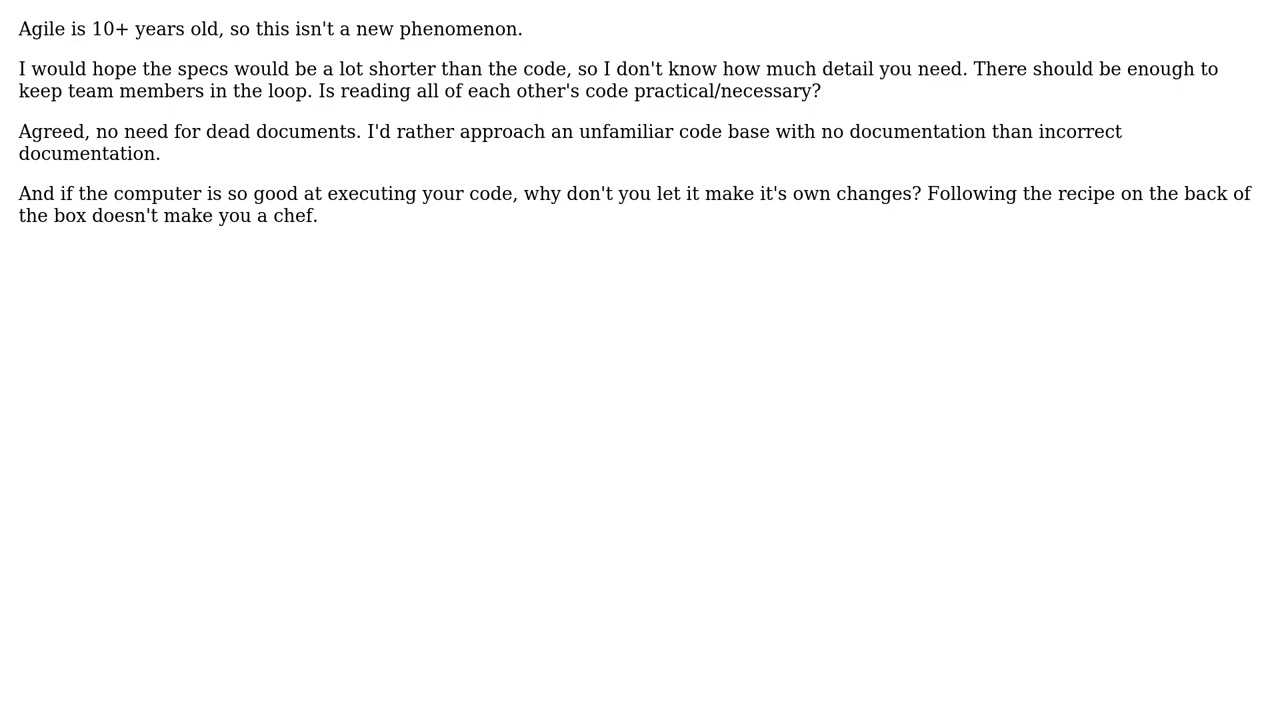 Agile is 10+ years old, so this isn't a new phenomenon.
I would hope the specs would be a lot shorter than the code, so I don't know how much detail you need. There should be enough to
keep team members in the loop. Is reading all of each other's code practical/necessary?
Agreed, no need for dead documents. I'd rather approach an unfamiliar code base with no documentation than incorrect
documentation.
And if the computer is so good at executing your code, why don't you let it make it's own changes? Following the recipe on the back of
the box doesn't make you a chef.